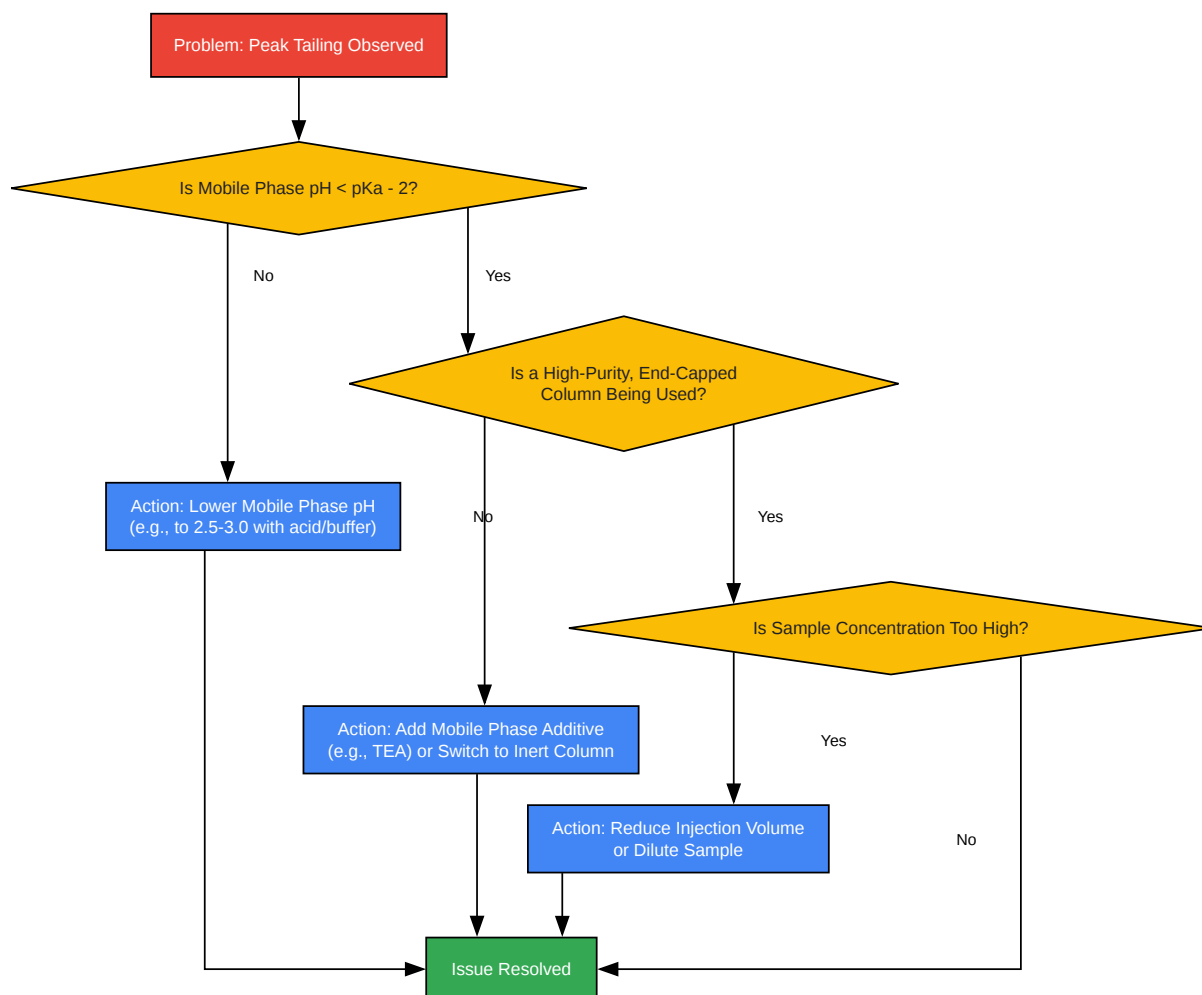 Problem: Peak Tailing Observed
Is Mobile Phase pH < pKa - 2?
No
Yes
Is a High-Purity, End-Capped
Column Being Used?
Action: Lower Mobile Phase pH
(e.g., to 2.5-3.0 with acid/buffer)
No
Yes
Is Sample Concentration Too High?
Action: Add Mobile Phase Additive
(e.g., TEA) or Switch to Inert Column
Yes
Action: Reduce Injection Volume
or Dilute Sample
No
Issue Resolved